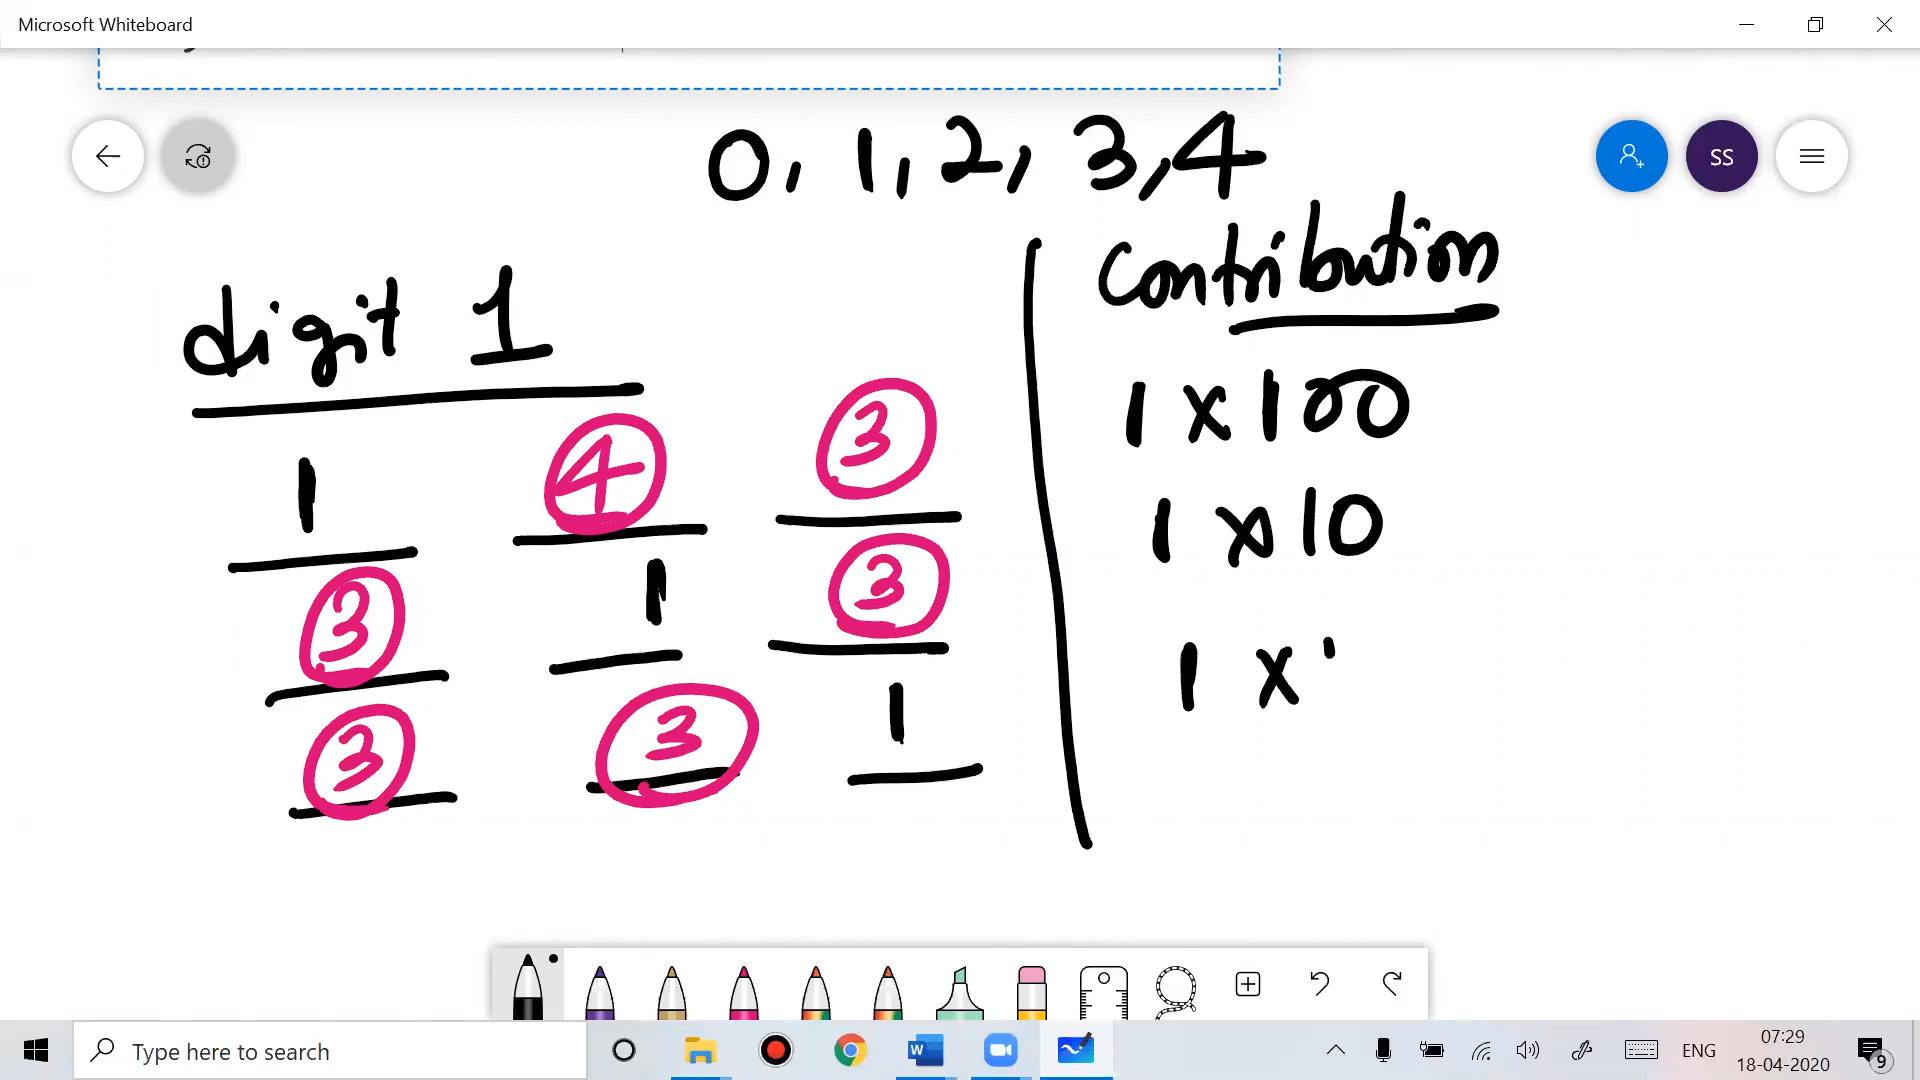 Microsoft Whiteboard
0, 1, 2, 3, 4
SS
digit 1
contribution
1 4 3
1 x 100
3 1 3
1 x 10
3 3 1
1 x
Type here to search
W
ENG
07:29
18-04-2020
9